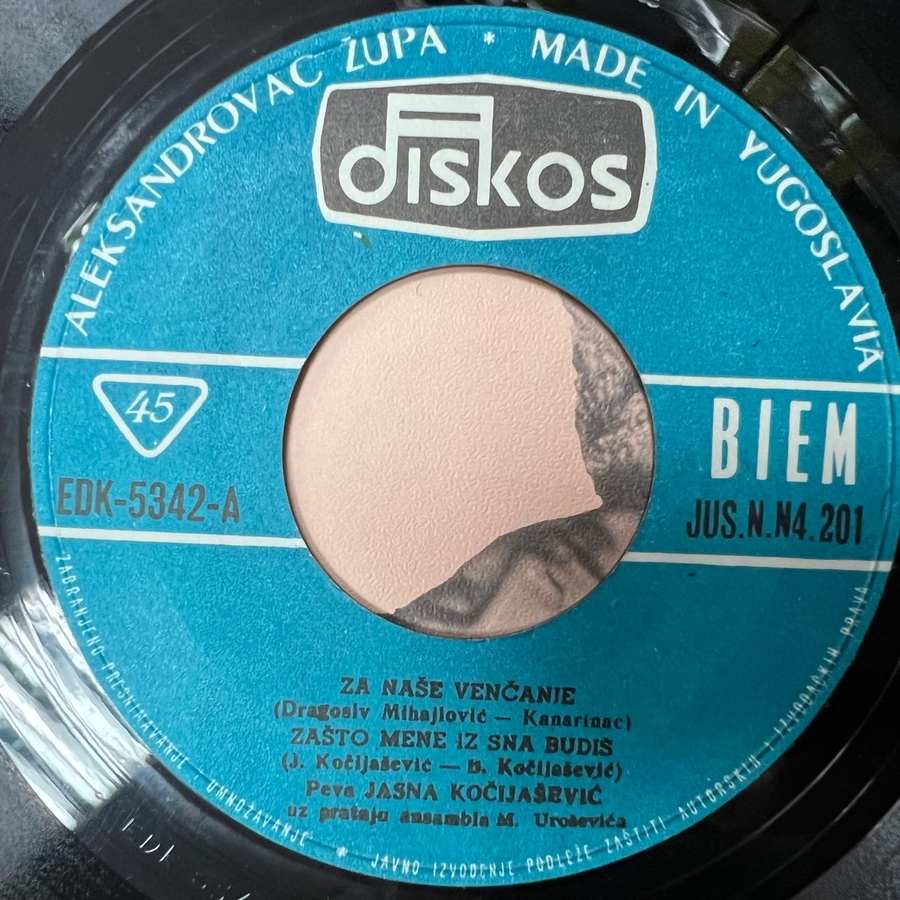 ALEKSANDROVAC ŽUPA * MADE IN YUGOSLAVIA
diskos
45
BIEM
EDK-5342-A
JUS.N.N4.201
ZA NAŠE VENČANJE
(Dragosiv Mihajlović — Kanarinac)
ZAŠTO MENE IZ SNA BUDIŠ
(J. Kočijašević — B. Kočijašević)
Peva JASNA KOČIJAŠEVIĆ
uz pratnju ansambla M. Uroševića
ZABRANJENO PRESNIMAVANJE, UMNOŽAVANJE * JAVNO IZVOĐENJE PODLEŽE ZAŠTITI AUTORSKIH I IZVOĐAČKIH PRAVA